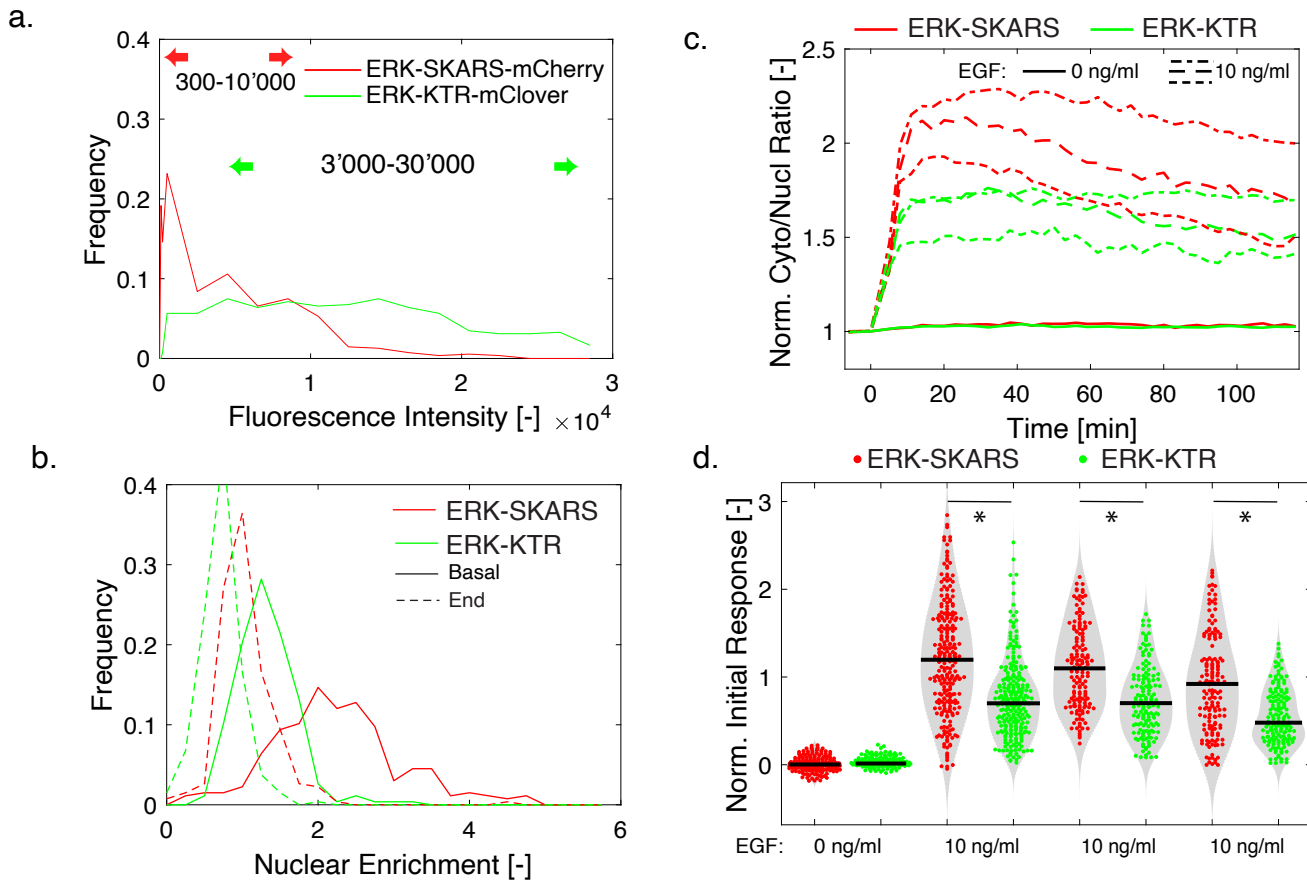 a.
0.4
0.3
0.2
0.1
0
Frequency
300-10'000
ERK-SKARS-mCherry
ERK-KTR-mClover
3'000-30'000
0 1 2 3
Fluorescence Intensity [-] ×10⁴
b.
0.4
0.3
0.2
0.1
0
Frequency
ERK-SKARS
ERK-KTR
Basal
End
0 2 4 6
Nuclear Enrichment [-]
c.
ERK-SKARS ERK-KTR
2.5
2
1.5
1
Norm. Cyto/Nucl Ratio [-]
EGF: 0 ng/ml 10 ng/ml
0 20 40 60 80 100
Time [min]
d.
ERK-SKARS ERK-KTR
3
2
1
0
Norm. Initial Response [-]
* * *
EGF: 0 ng/ml 10 ng/ml 10 ng/ml 10 ng/ml